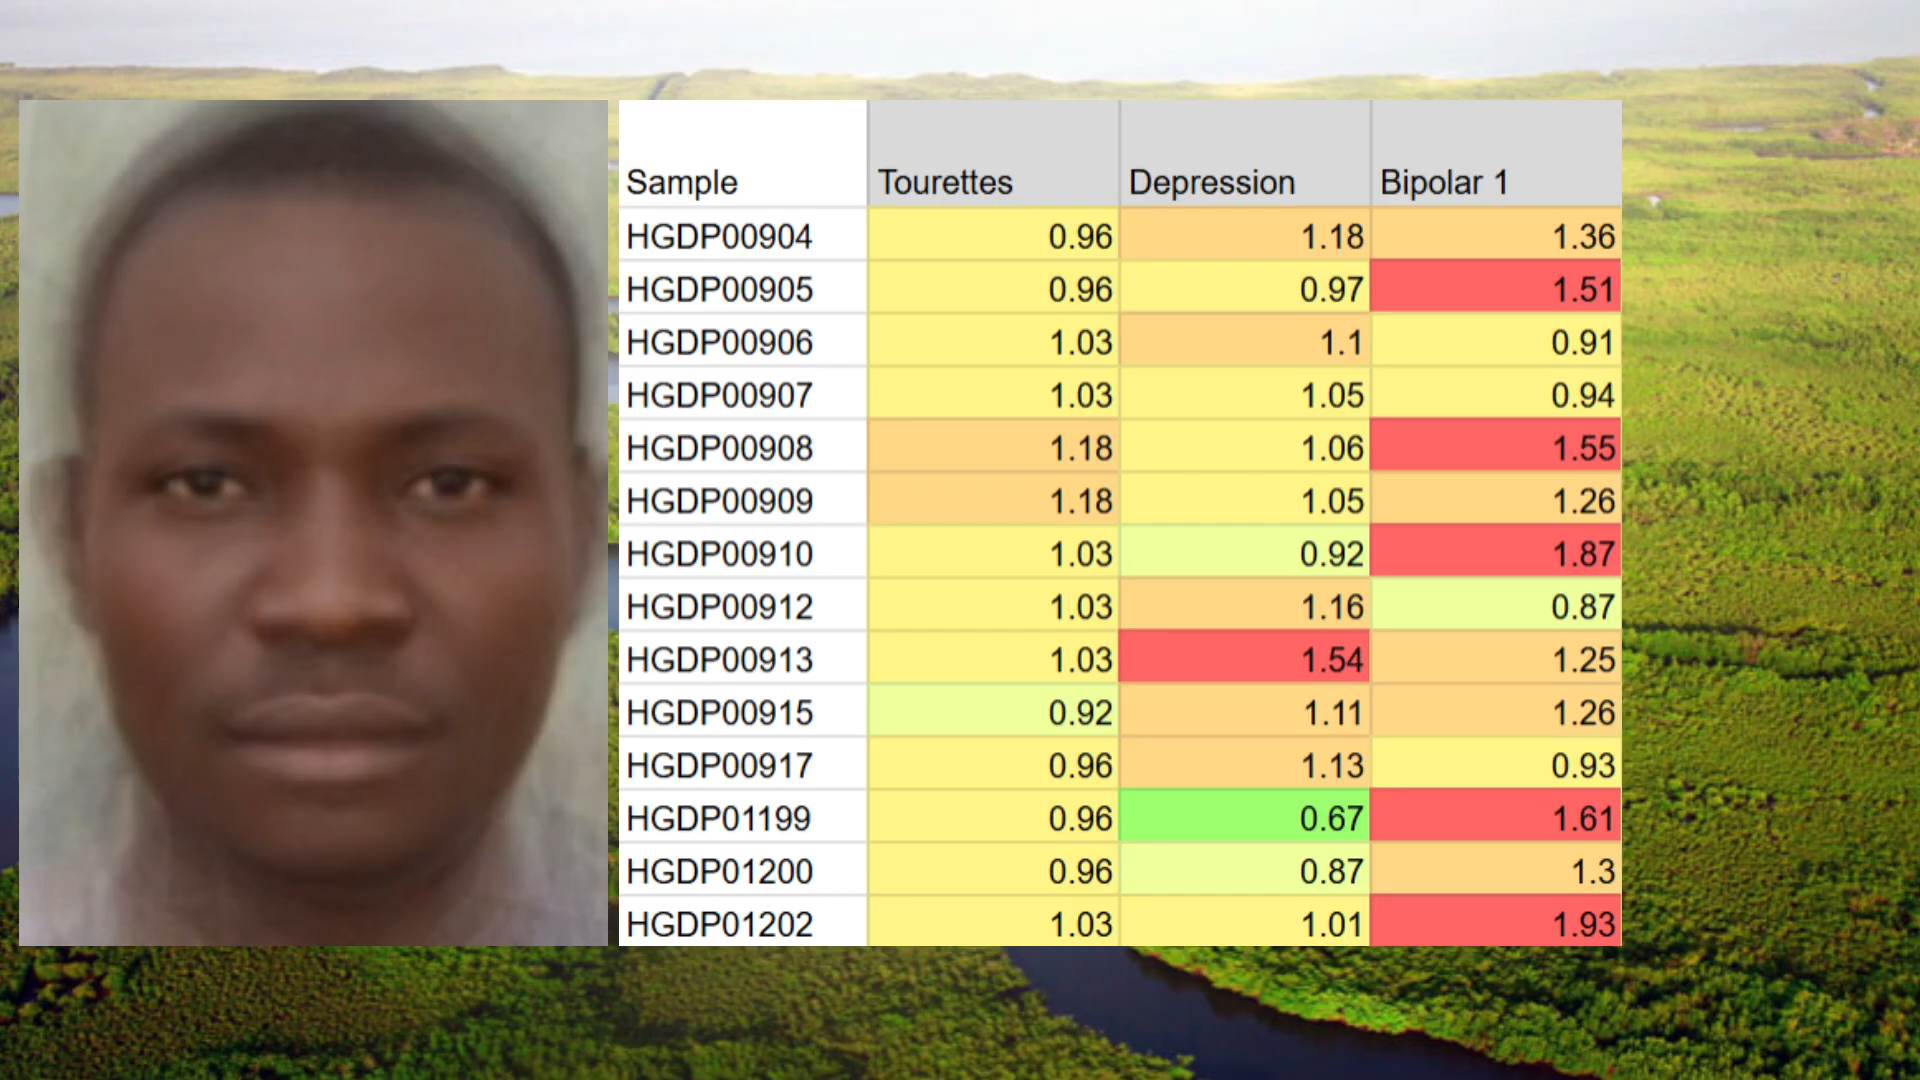 Sample Tourettes Depression Bipolar 1
HGDP00904 0.96 1.18 1.36
HGDP00905 0.96 0.97 1.51
HGDP00906 1.03 1.1 0.91
HGDP00907 1.03 1.05 0.94
HGDP00908 1.18 1.06 1.55
HGDP00909 1.18 1.05 1.26
HGDP00910 1.03 0.92 1.87
HGDP00912 1.03 1.16 0.87
HGDP00913 1.03 1.54 1.25
HGDP00915 0.92 1.11 1.26
HGDP00917 0.96 1.13 0.93
HGDP01199 0.96 0.67 1.61
HGDP01200 0.96 0.87 1.3
HGDP01202 1.03 1.01 1.93